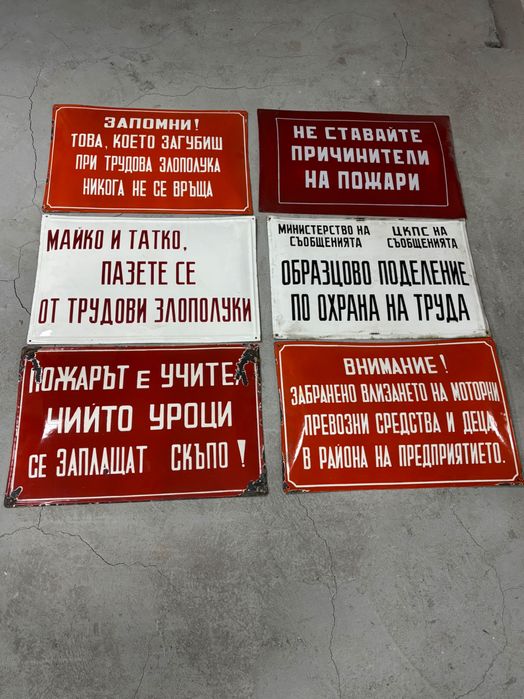 ЗАПОМНИ!
ТОВА, КОЕТО ЗАГУБИШ
ПРИ ТРУДОВА ЗЛОПОЛУКА
НИКОГА НЕ СЕ ВРЪЩА
НЕ СТАВАЙТЕ
ПРИЧИНИТЕЛИ
НА ПОЖАРИ
МАЙКО И ТАТКО,
ПАЗЕТЕ СЕ
ОТ ТРУДОВИ ЗЛОПОЛУКИ
МИНИСТЕРСТВО НА СЪОБЩЕНИЯТА
ЦКПС НА СЪОБЩЕНИЯТА
ОБРАЗЦОВО ПОДЕЛЕНИЕ
ПО ОХРАНА НА ТРУДА
ПОЖАРЪТ Е УЧИТЕ
ЧИЙТО УРОЦИ
СЕ ЗАПЛАЩАТ СКЪПО!
ВНИМАНИЕ!
ЗАБРАНЕНО ВЛИЗАНЕТО НА МОТОРНИ
ПРЕВОЗНИ СРЕДСТВА И ДЕЦА
В РАЙОНА НА ПРЕДПРИЯТИЕТО.